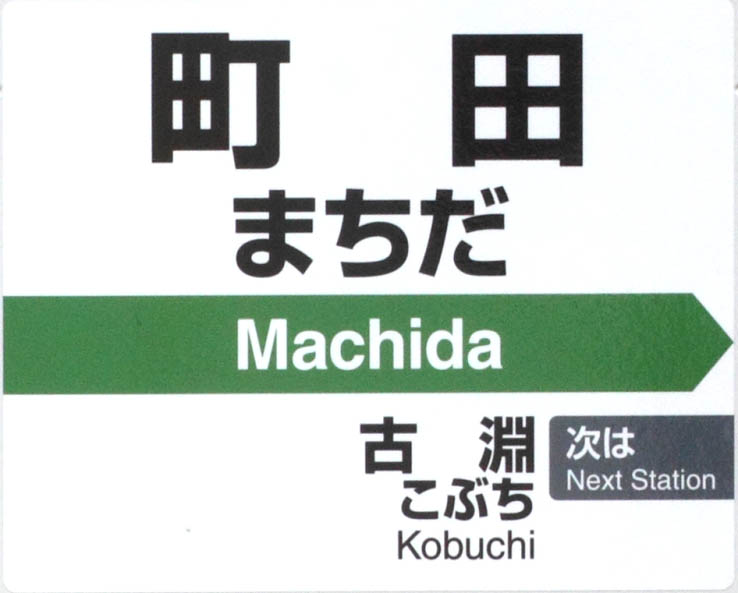 町田
まちだ
Machida
古淵
こぶち
Kobuchi
次は
Next Station